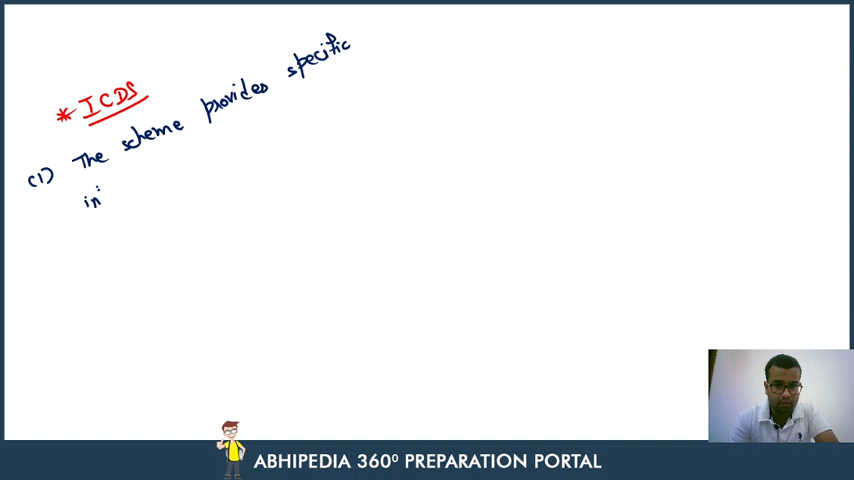 * ICDS
(1) The scheme provides specific
in
ABHIPEDIA 360° PREPARATION PORTAL